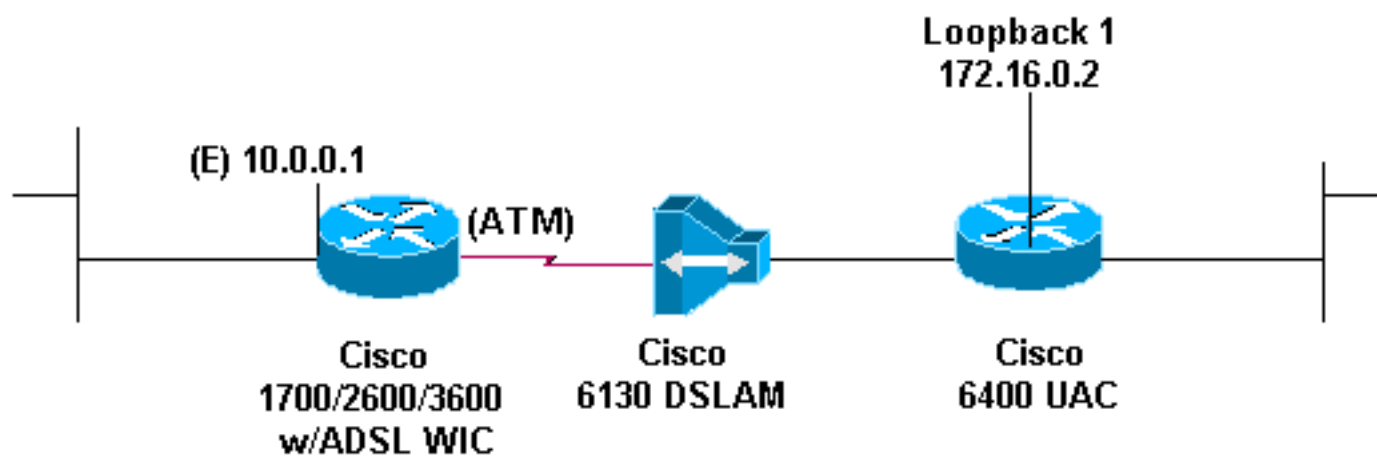 Loopback 1
172.16.0.2
(E) 10.0.0.1
(ATM)
Cisco
1700/2600/3600
w/ADSL WIC
Cisco
6130 DSLAM
Cisco
6400 UAC